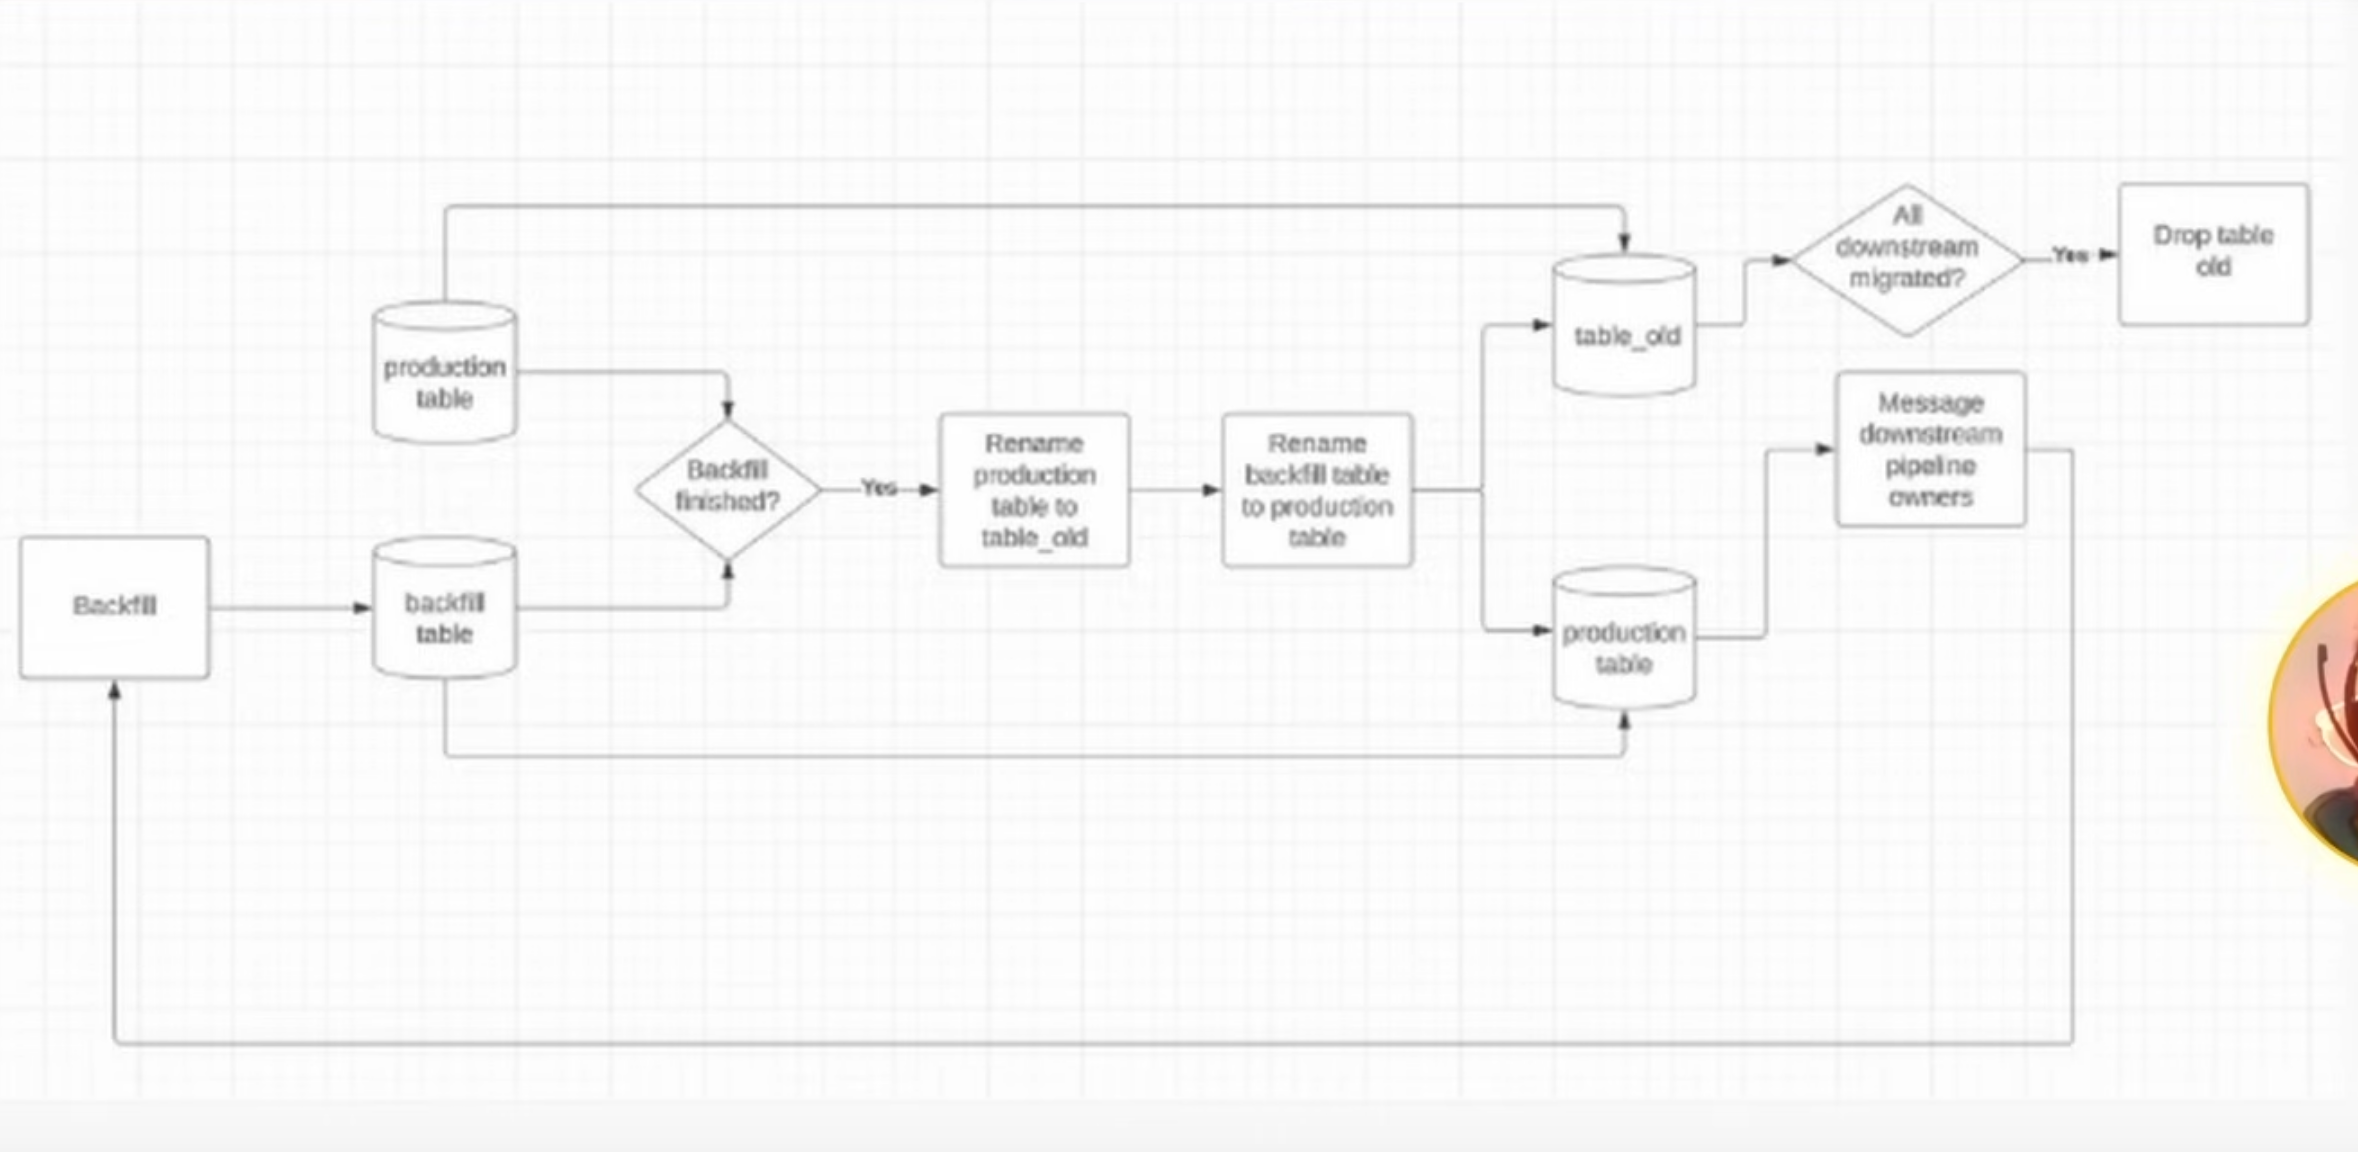 All
downstream
migrated?
Yes
Drop table
old
table_old
production
table
Message
downstream
pipeline
owners
Backfill
finished?
Yes
Rename
production
table to
table_old
Rename
backfill table
to production
table
Backfill
backfill
table
production
table